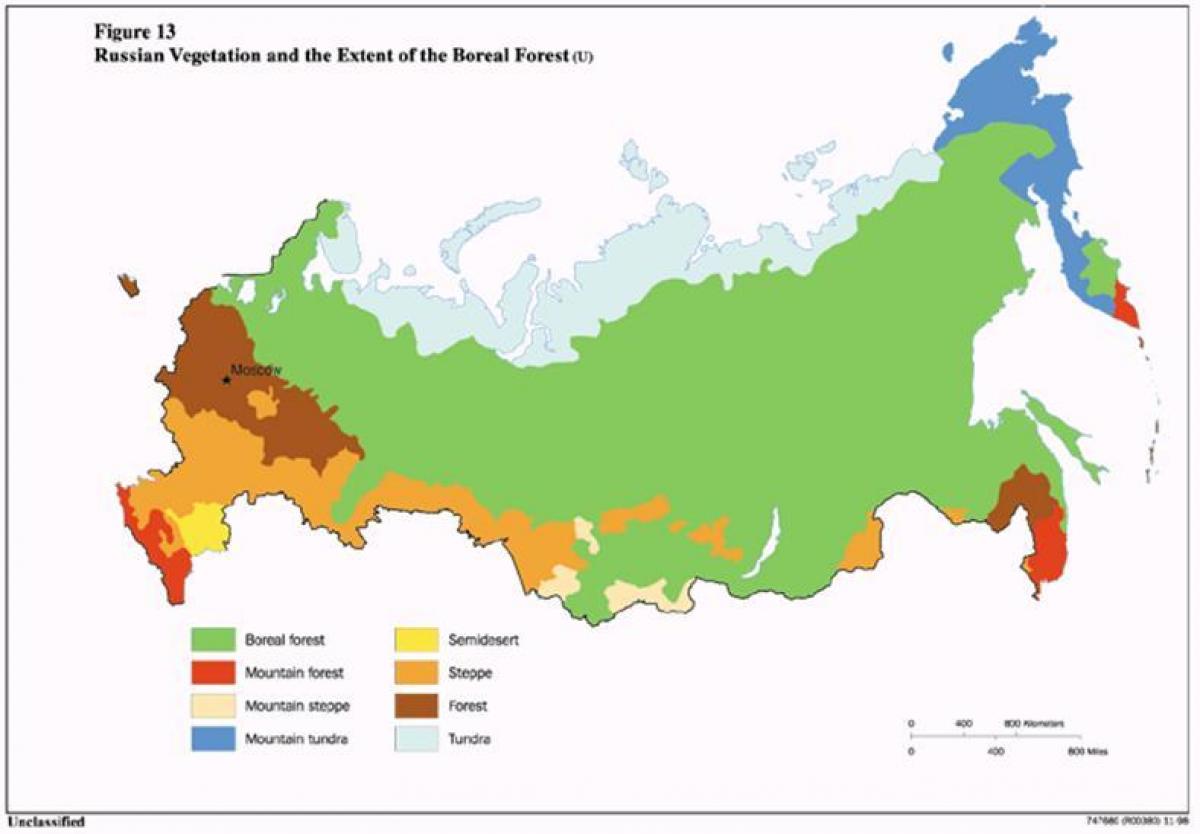 Figure 13
Russian Vegetation and the Extent of the Boreal Forest (U)
Moscow
Boreal forest
Semidesert
Mountain forest
Steppe
Mountain steppe
Forest
Mountain tundra
Tundra
0 400 800 Kilometers
0 400 800 Miles
Unclassified
747680 (R00380) 11-98